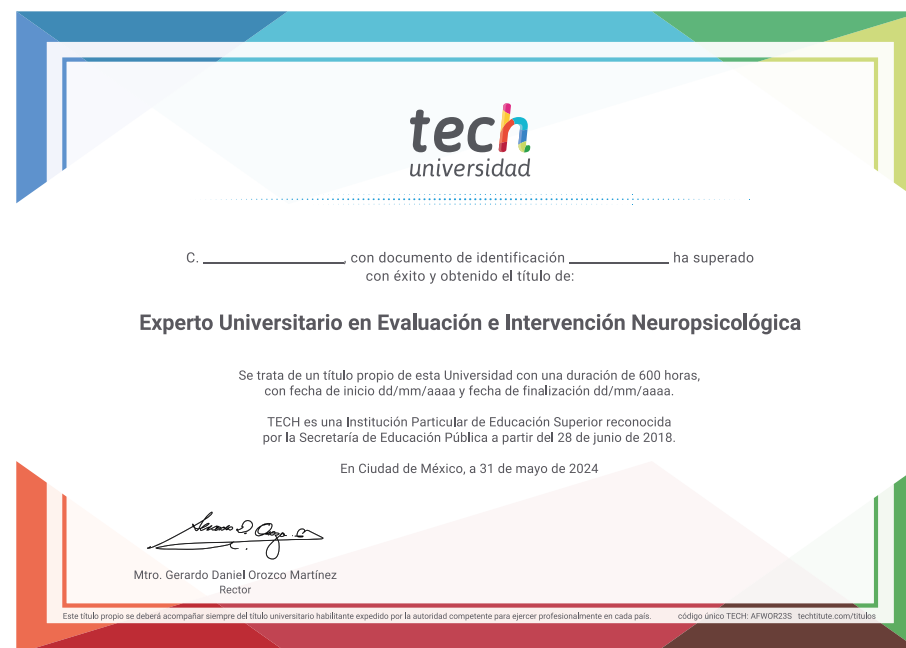 tech
universidad
C. ____________, con documento de identificación ____________ ha superado
con éxito y obtenido el título de:
Experto Universitario en Evaluación e Intervención Neuropsicológica
Se trata de un título propio de esta Universidad con una duración de 600 horas,
con fecha de inicio dd/mm/aaaa y fecha de finalización dd/mm/aaaa.
TECH es una Institución Particular de Educación Superior reconocida
por la Secretaría de Educación Pública a partir del 28 de junio de 2018.
En Ciudad de México, a 31 de mayo de 2024
Mtro. Gerardo Daniel Orozco Martínez
Rector
Este título propio se deberá acompañar siempre del título universitario habilitante expedido por la autoridad competente para ejercer profesionalmente en cada país. código único TECH: AFWOR23S techtitute.com/titulos